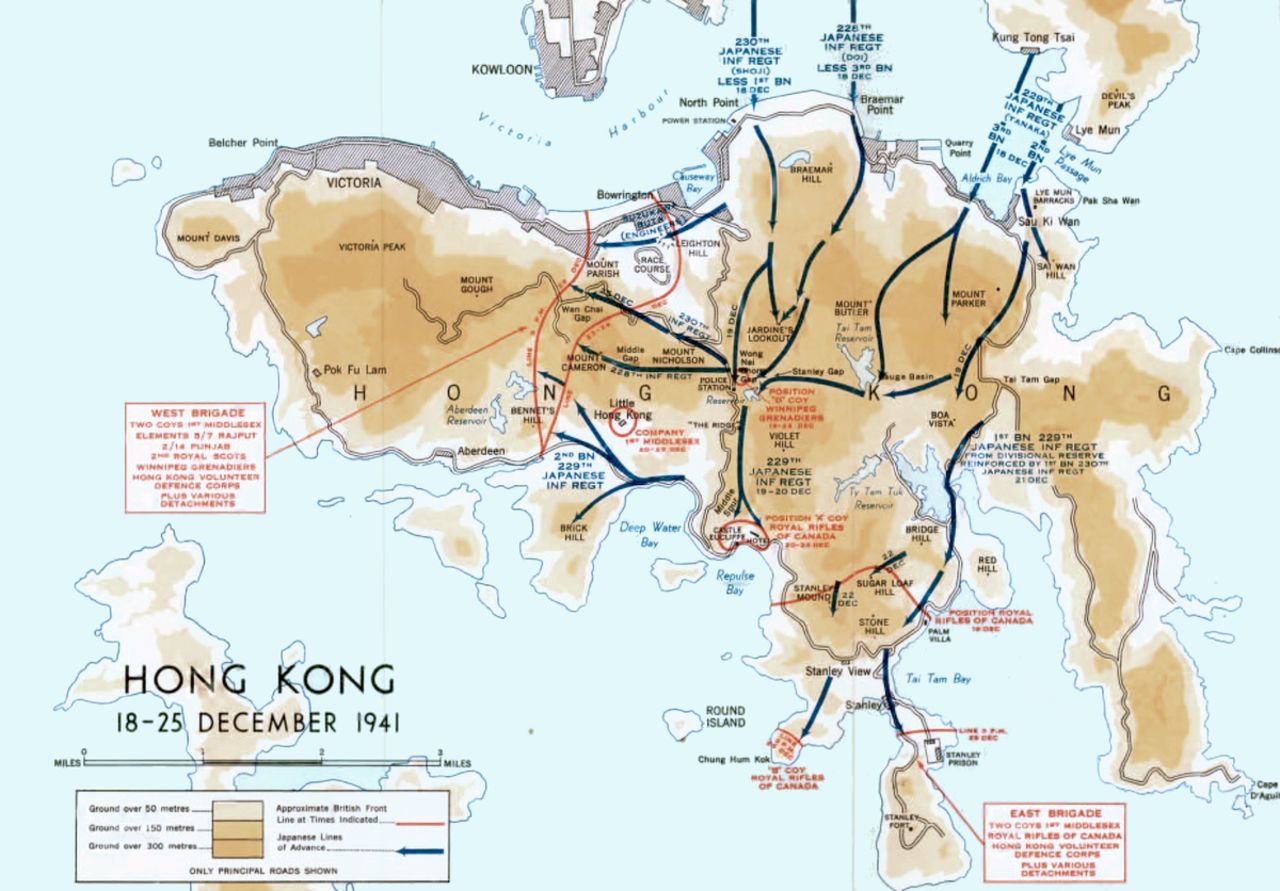 230TH
JAPANESE
INF REGT
(SHOJI)
LESS 1ST BN
18 DEC
228TH
JAPANESE
INF REGT
(DOI)
LESS 3RD BN
18 DEC
Kung Tong Tsai
KOWLOON
229TH
JAPANESE
INF REGT
(TANAKA)
3RD
BN
2ND
BN
18 DEC
DEVIL'S
PEAK
Lye Mun
Lye Mun
Passage
Victoria Harbour
North Point
POWER STATION
Braemar
Point
Quarry
Point
Aldrich Bay
LYE MUN
BARRACKS
Pak Sha Wan
Sau Ki Wan
SAI WAN
HILL
Belcher Point
VICTORIA
Bowrington
Causeway
Bay
BRAEMAR
HILL
(ENGINEERS)
LEIGHTON
HILL
MOUNT DAVIS
VICTORIA PEAK
MOUNT
GOUGH
MOUNT
PARISH
RACE
COURSE
25 DEC
Wan Chai
Gap
230TH
INF REGT
19 DEC
JARDINE'S
LOOKOUT
MOUNT
BUTLER
Tai Tam
Reservoir
MOUNT
PARKER
19 DEC
Cape Collins
Pok Fu Lam
MOUNT
CAMERON
Middle
Gap
MOUNT
NICHOLSON
228TH INF REGT
POLICE
STATION
Wong
Nei
Chong
Gap
Stanley Gap
Gauge Basin
Tai Tam Gap
HONG KONG
LINE
Reservoir
POSITION
"D" COY
WINNIPEG
GRENADIERS
Aberdeen
Reservoir
BENNET'S
HILL
Little
Hong Kong
COMPANY
1ST MIDDLESEX
"THE RIDGE"
VIOLET
HILL
BOA
VISTA
WEST BRIGADE
TWO COYS 1ST MIDDLESEX
ELEMENTS 5/7 RAJPUT
2/14 PUNJAB
2ND ROYAL SCOTS
WINNIPEG GRENADIERS
HONG KONG VOLUNTEER
DEFENCE CORPS
PLUS VARIOUS
DETACHMENTS
Aberdeen
2ND BN
229TH
JAPANESE
INF REGT
229TH
JAPANESE
INF REGT
19-20 DEC
1ST BN 229TH
JAPANESE INF REGT
FROM DIVISIONAL RESERVE
REINFORCED BY 1ST BN 230TH
JAPANESE INF REGT
21 DEC
Ty Tam Tuk
Reservoir
Middle
Spur
BRICK
HILL
Deep Water
Bay
CASTLE
EUCLIFFE
HOTEL
POSITION "A" COY
ROYAL RIFLES
OF CANADA
BRIDGE
HILL
RED
HILL
Repulse
Bay
22
DEC
STANLEY
MOUND
22
DEC
SUGAR LOAF
HILL
STONE
HILL
POSITION ROYAL
RIFLES OF CANADA
19 DEC
PALM
VILLA
Stanley View
Tai Tam Bay
HONG KONG
18-25 DECEMBER 1941
ROUND
ISLAND
Stanley
LINE 3 P.M.
25 DEC
STANLEY
PRISON
Chung Hum Kok
"B" COY
ROYAL RIFLES
OF CANADA
0 1 2 3
MILES MILES
Cape
D'Agui
STANLEY
FORT
EAST BRIGADE
TWO COYS 1ST MIDDLESEX
ROYAL RIFLES OF CANADA
HONG KONG VOLUNTEER
DEFENCE CORPS
PLUS VARIOUS
DETACHMENTS
Ground over 50 metres
Ground over 150 metres
Ground over 300 metres
Approximate British Front
Line at Times Indicated
Japanese Lines
of Advance
ONLY PRINCIPAL ROADS SHOWN